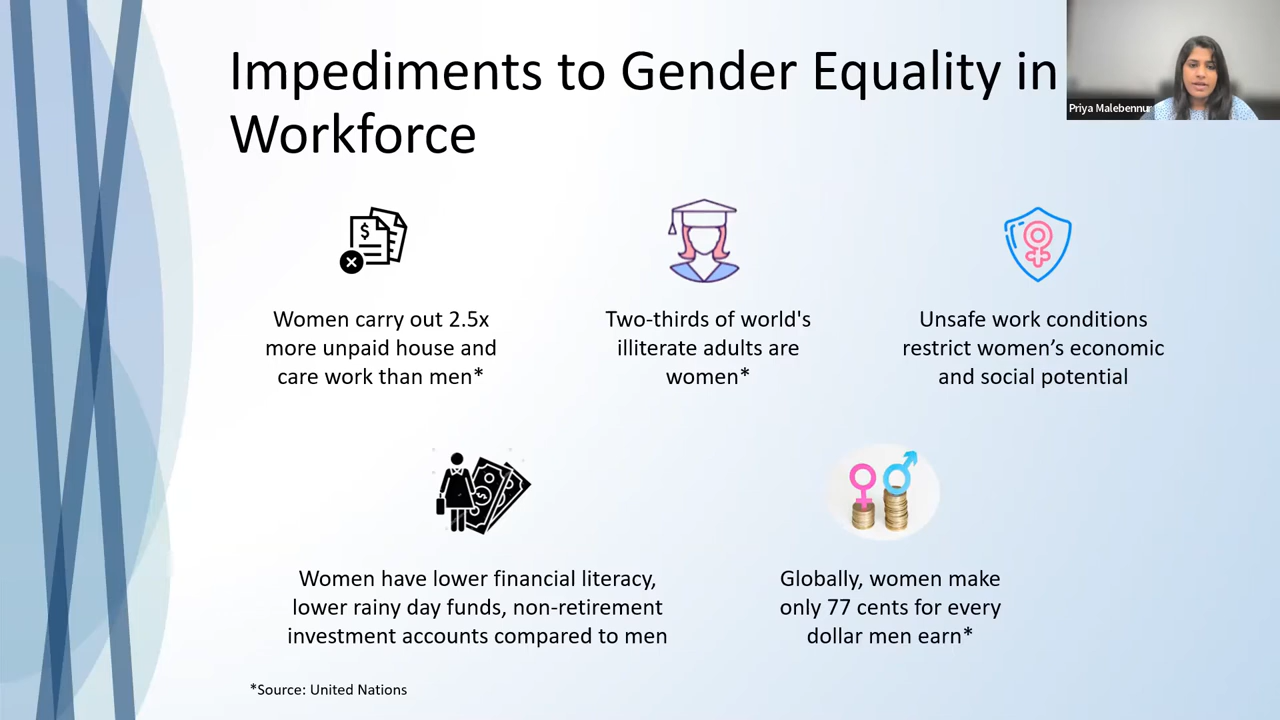 Impediments to Gender Equality in
Workforce
Priya Malebennur
$
Women carry out 2.5x
more unpaid house and
care work than men*
Two-thirds of world's
illiterate adults are
women*
Unsafe work conditions
restrict women’s economic
and social potential
Women have lower financial literacy,
lower rainy day funds, non-retirement
investment accounts compared to men
Globally, women make
only 77 cents for every
dollar men earn*
*Source: United Nations